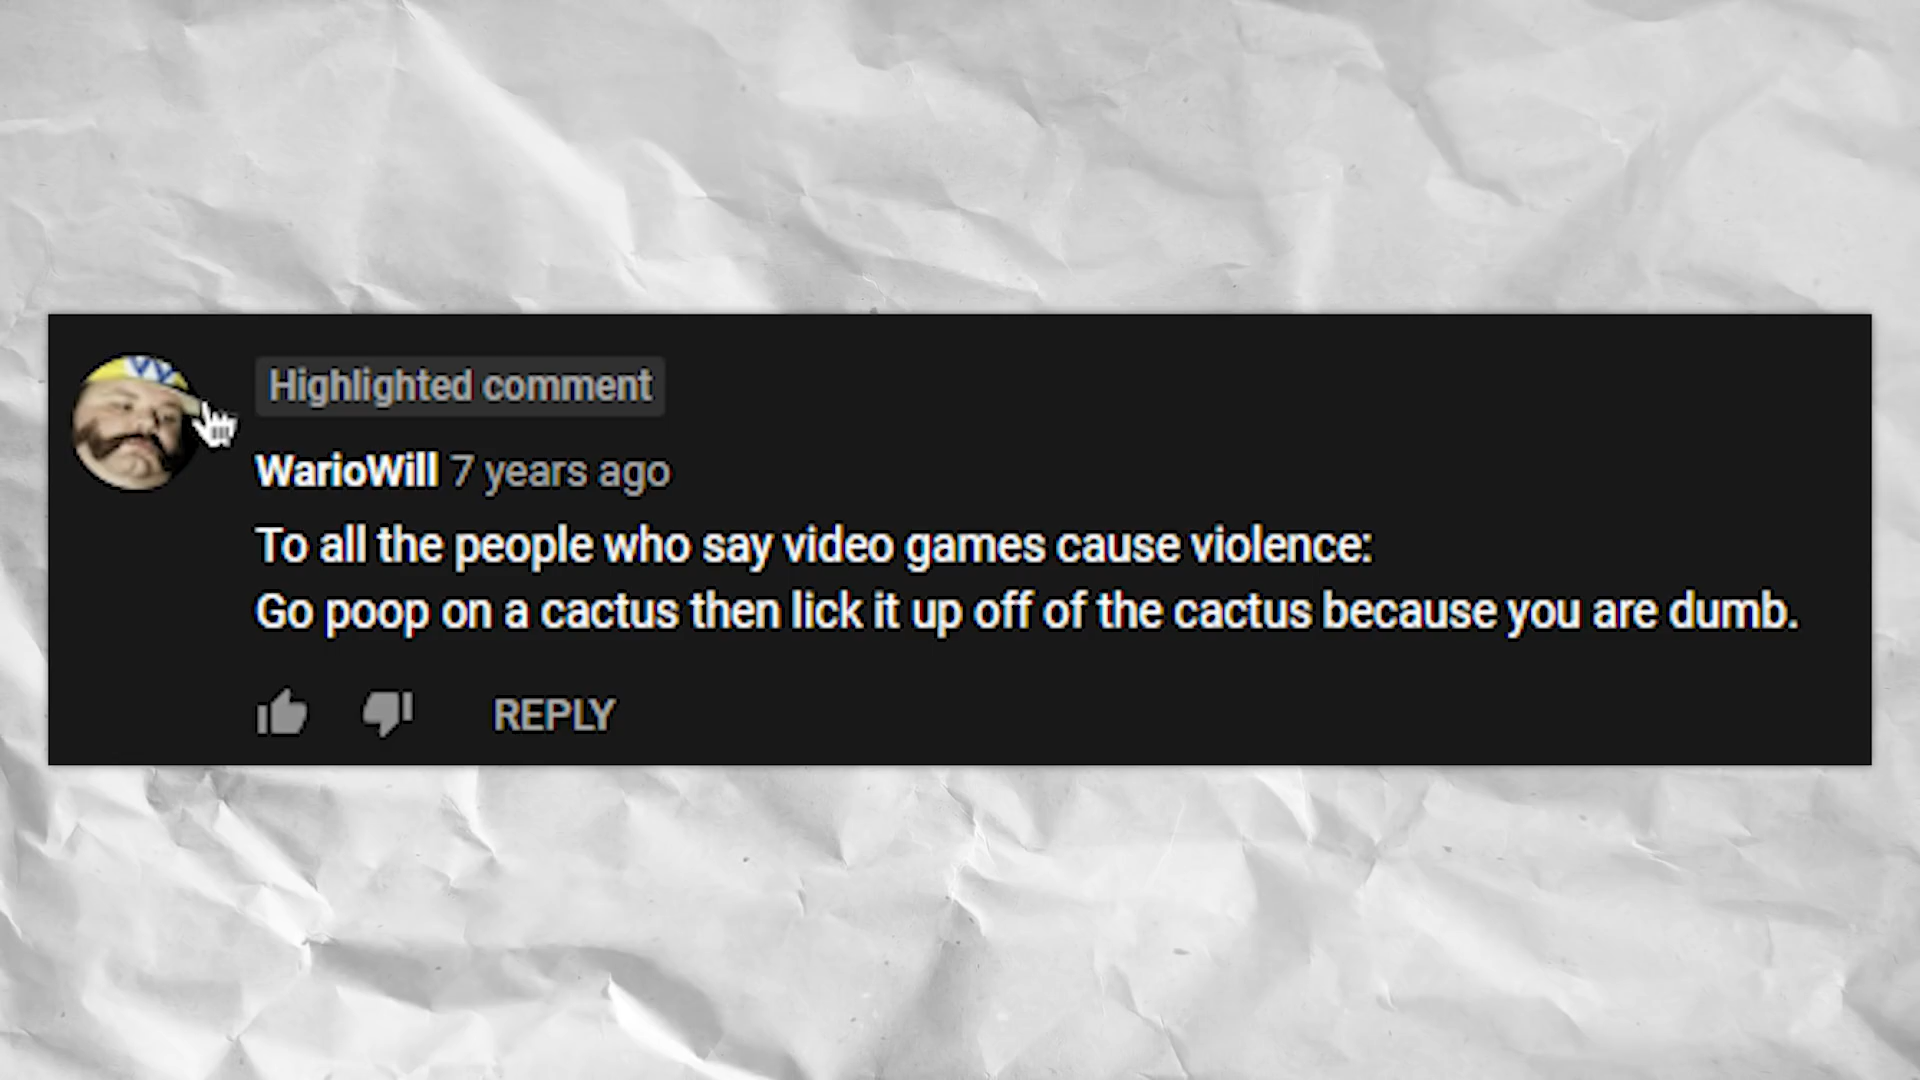 W
Highlighted comment
WarioWill 7 years ago
To all the people who say video games cause violence:
Go poop on a cactus then lick it up off of the cactus because you are dumb.
REPLY